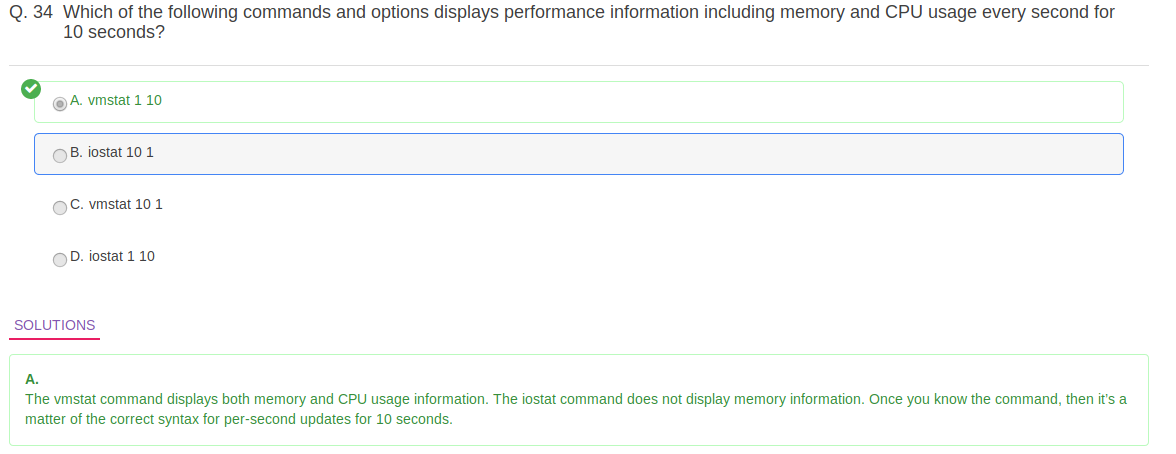 Q. 34 Which of the following commands and options displays performance information including memory and CPU usage every second for
10 seconds?
A. vmstat 1 10
B. iostat 10 1
C. vmstat 10 1
D. iostat 1 10
SOLUTIONS
A.
The vmstat command displays both memory and CPU usage information. The iostat command does not display memory information. Once you know the command, then it's a
matter of the correct syntax for per-second updates for 10 seconds.